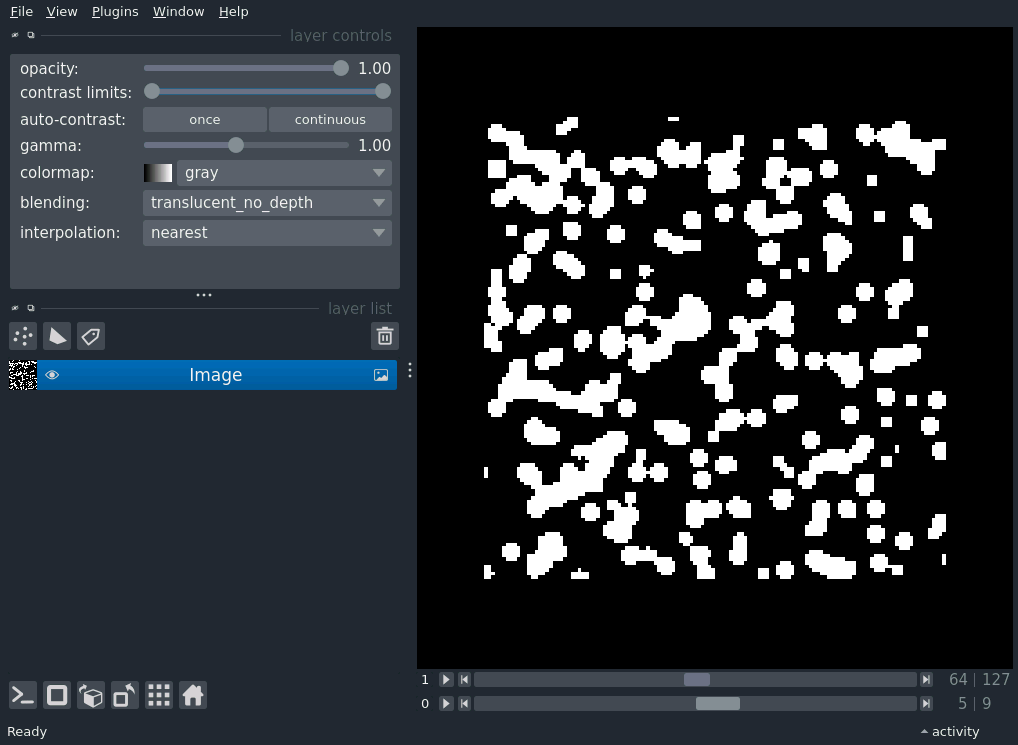 File View Plugins Window Help
layer controls
opacity: 1.00
contrast limits:
auto-contrast: once continuous
gamma: 1.00
colormap: gray
blending: translucent_no_depth
interpolation: nearest
layer list
Image
1 64 | 127
0 5 | 9
Ready activity